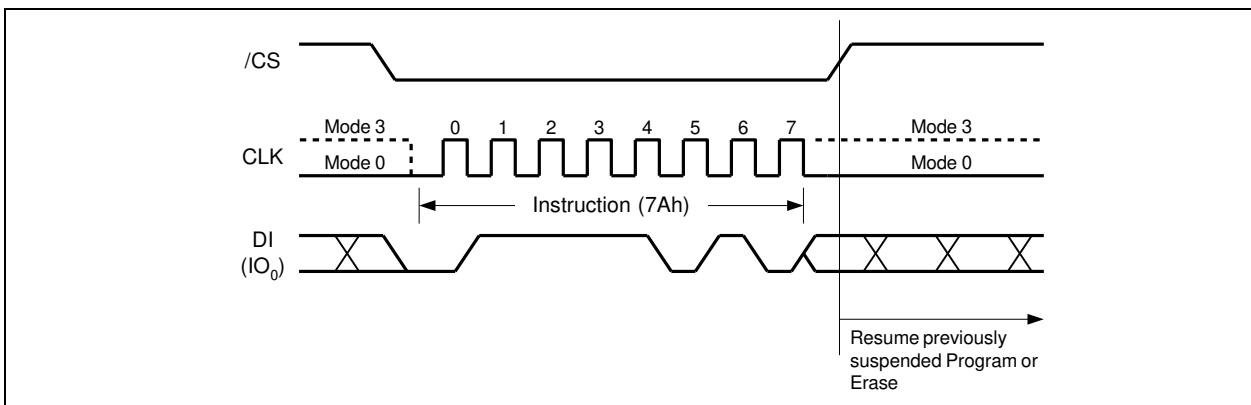 /CS
Mode 3 0 1 2 3 4 5 6 7 Mode 3
CLK
Mode 0 Mode 0
Instruction (7Ah)
DI
(IO₀)
Resume previously
suspended Program or
Erase